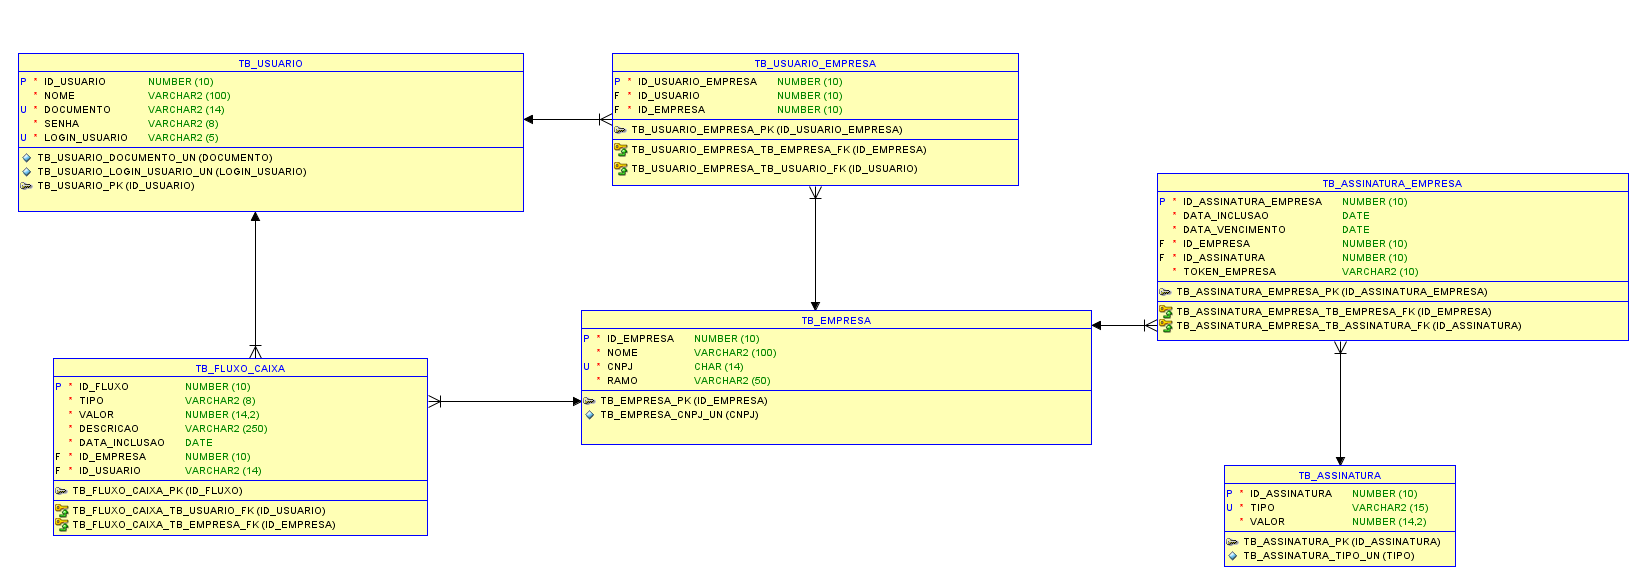 TB_USUARIO
P * ID_USUARIO NUMBER (10)
* NOME VARCHAR2 (100)
U * DOCUMENTO VARCHAR2 (14)
* SENHA VARCHAR2 (8)
U * LOGIN_USUARIO VARCHAR2 (5)
TB_USUARIO_DOCUMENTO_UN (DOCUMENTO)
TB_USUARIO_LOGIN_USUARIO_UN (LOGIN_USUARIO)
TB_USUARIO_PK (ID_USUARIO)
TB_USUARIO_EMPRESA
P * ID_USUARIO_EMPRESA NUMBER (10)
F * ID_USUARIO NUMBER (10)
F * ID_EMPRESA NUMBER (10)
TB_USUARIO_EMPRESA_PK (ID_USUARIO_EMPRESA)
TB_USUARIO_EMPRESA_TB_EMPRESA_FK (ID_EMPRESA)
TB_USUARIO_EMPRESA_TB_USUARIO_FK (ID_USUARIO)
TB_ASSINATURA_EMPRESA
P * ID_ASSINATURA_EMPRESA NUMBER (10)
* DATA_INCLUSAO DATE
* DATA_VENCIMENTO DATE
F * ID_EMPRESA NUMBER (10)
F * ID_ASSINATURA NUMBER (10)
* TOKEN_EMPRESA VARCHAR2 (10)
TB_ASSINATURA_EMPRESA_PK (ID_ASSINATURA_EMPRESA)
TB_ASSINATURA_EMPRESA_TB_EMPRESA_FK (ID_EMPRESA)
TB_ASSINATURA_EMPRESA_TB_ASSINATURA_FK (ID_ASSINATURA)
TB_EMPRESA
P * ID_EMPRESA NUMBER (10)
* NOME VARCHAR2 (100)
U * CNPJ CHAR (14)
* RAMO VARCHAR2 (50)
TB_EMPRESA_PK (ID_EMPRESA)
TB_EMPRESA_CNPJ_UN (CNPJ)
TB_FLUXO_CAIXA
P * ID_FLUXO NUMBER (10)
* TIPO VARCHAR2 (8)
* VALOR NUMBER (14,2)
* DESCRICAO VARCHAR2 (250)
* DATA_INCLUSAO DATE
F * ID_EMPRESA NUMBER (10)
F * ID_USUARIO VARCHAR2 (14)
TB_FLUXO_CAIXA_PK (ID_FLUXO)
TB_FLUXO_CAIXA_TB_USUARIO_FK (ID_USUARIO)
TB_FLUXO_CAIXA_TB_EMPRESA_FK (ID_EMPRESA)
TB_ASSINATURA
P * ID_ASSINATURA NUMBER (10)
U * TIPO VARCHAR2 (15)
* VALOR NUMBER (14,2)
TB_ASSINATURA_PK (ID_ASSINATURA)
TB_ASSINATURA_TIPO_UN (TIPO)